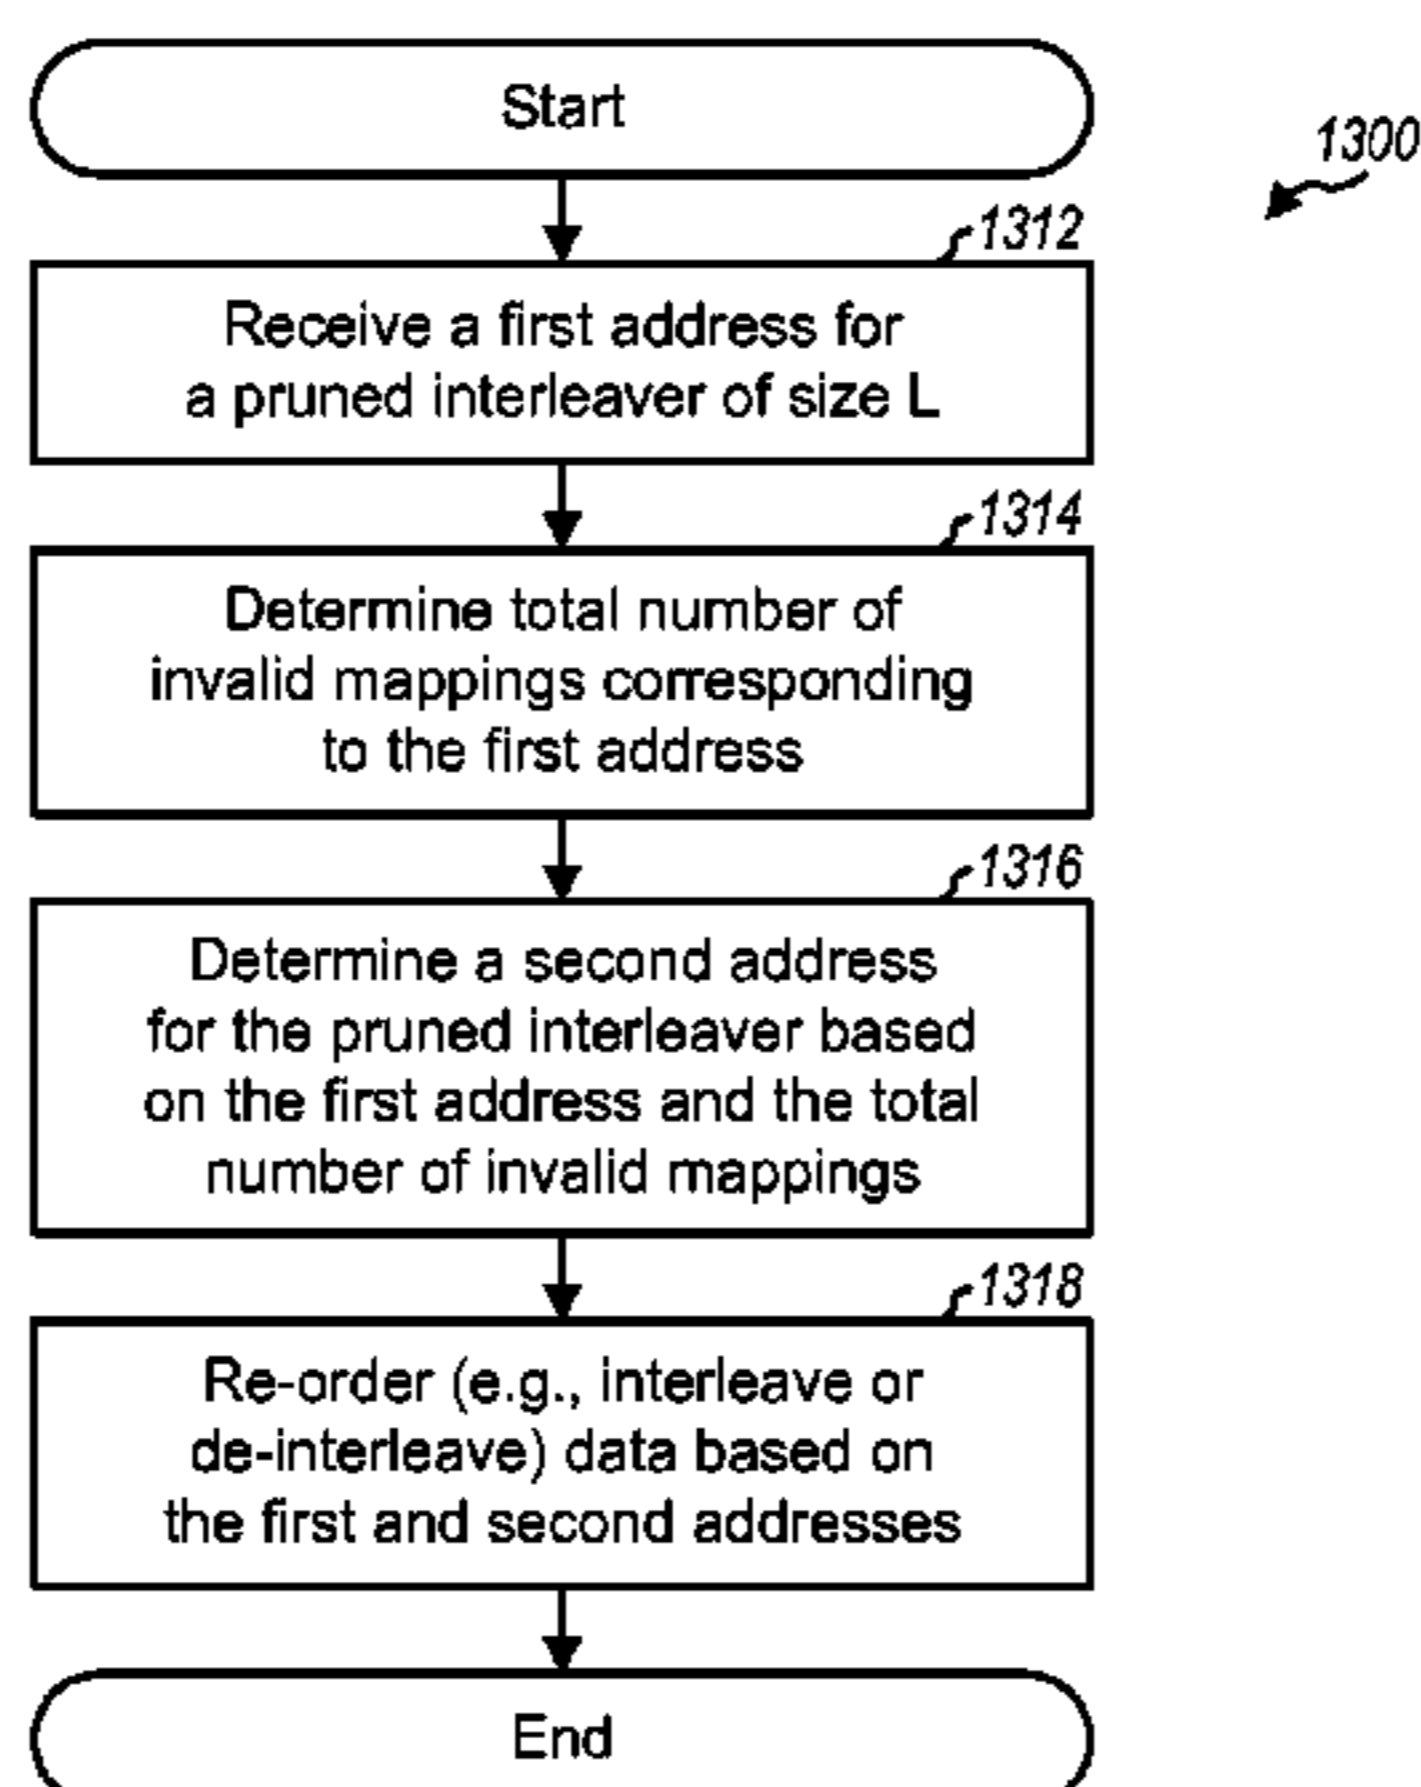 Start
1300
1312
Receive a first address for
a pruned interleaver of size L
1314
Determine total number of
invalid mappings corresponding
to the first address
1316
Determine a second address
for the pruned interleaver based
on the first address and the total
number of invalid mappings
1318
Re-order (e.g., interleave or
de-interleave) data based on
the first and second addresses
End